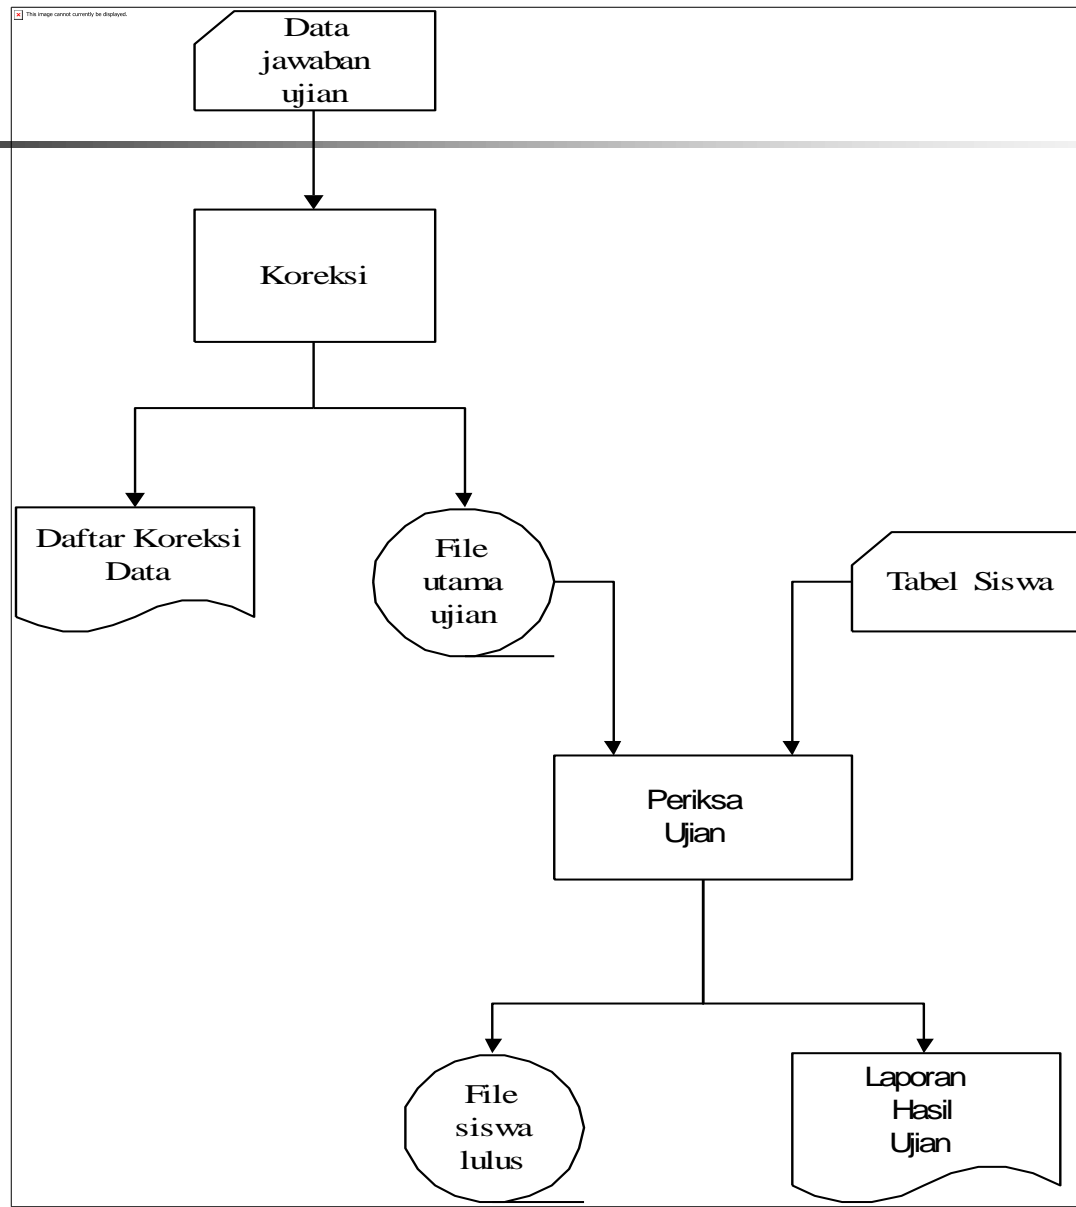 This image cannot currently be displayed.
Data
jawaban
ujian
Koreksi
Daftar Koreksi
Data
File
utama
ujian
Tabel Siswa
Periksa
Ujian
File
siswa
lulus
Laporan
Hasil
Ujian